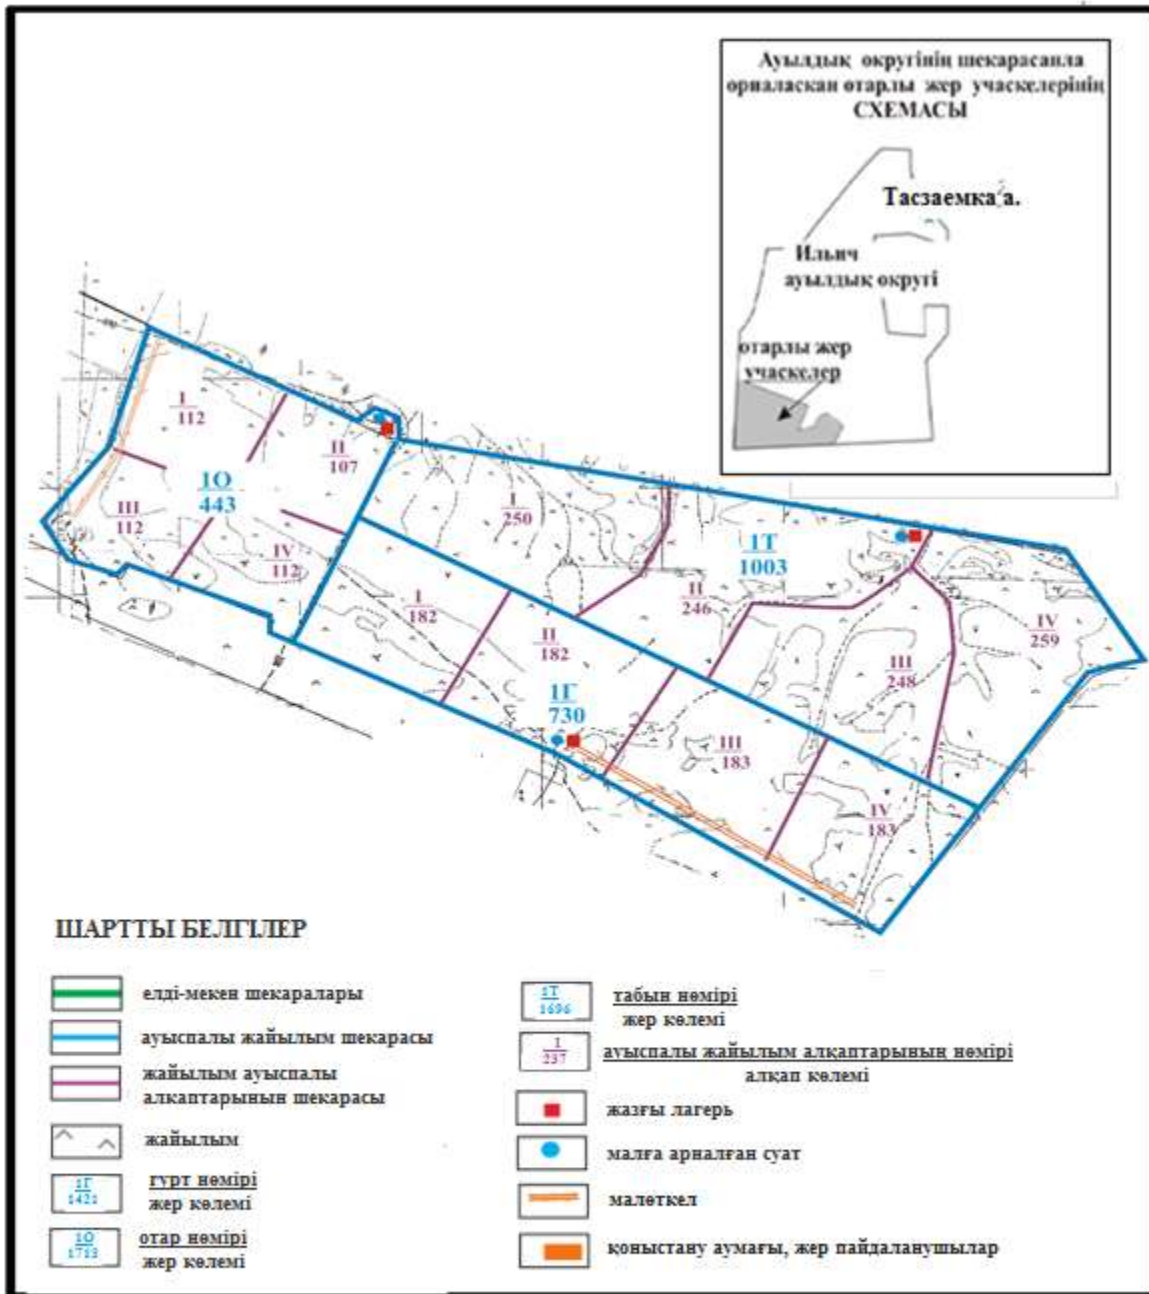 Ауылдық округінің шекарасанла
орналаскан отарлы жер учаскелерінің
СХЕМАСЫ
Тасзаемка а.
Ильич
ауылдық округі
отарлы жер
учаскелер
I
112
II
107
1О
443
III
112
IV
112
I
250
1Т
1003
II
246
III
248
IV
259
I
182
II
182
1Г
730
III
183
IV
183
ШАРТТЫ БЕЛГІЛЕР
елді-мекен шекаралары
ауыспалы жайылым шекарасы
жайылым ауыспалы
алкаптарынын шекарасы
жайылым
1Г
1421
гурт нөмірі
жер көлемі
1О
1713
отар нөмірі
жер көлемі
1Т
1696
табын нөмірі
жер көлемі
I
237
ауыспалы жайылым алқаптарының нөмірі
алқап көлемі
жазғы лагерь
малға арналған суат
малөткел
қоныстану аумағы, жер пайдаланушылар